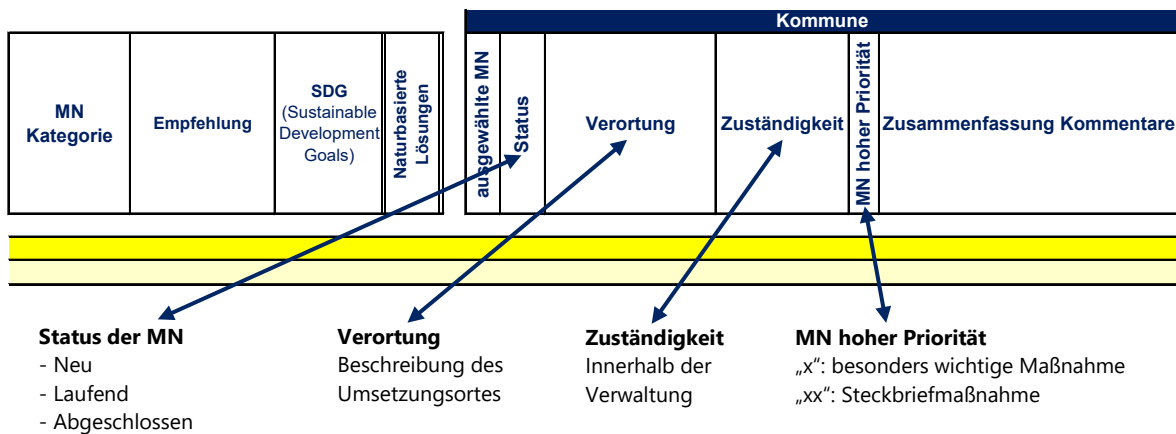 Kommune
MN
Kategorie
Empfehlung
SDG
(Sustainable
Development
Goals)
Naturbasierte
Lösungen
ausgewählte MN
Status
Verortung
Zuständigkeit
MN hoher Priorität
Zusammenfassung Kommentare
Status der MN
- Neu
- Laufend
- Abgeschlossen
Verortung
Beschreibung des
Umsetzungsortes
Zuständigkeit
Innerhalb der
Verwaltung
MN hoher Priorität
„x“: besonders wichtige Maßnahme
„xx“: Steckbriefmaßnahme